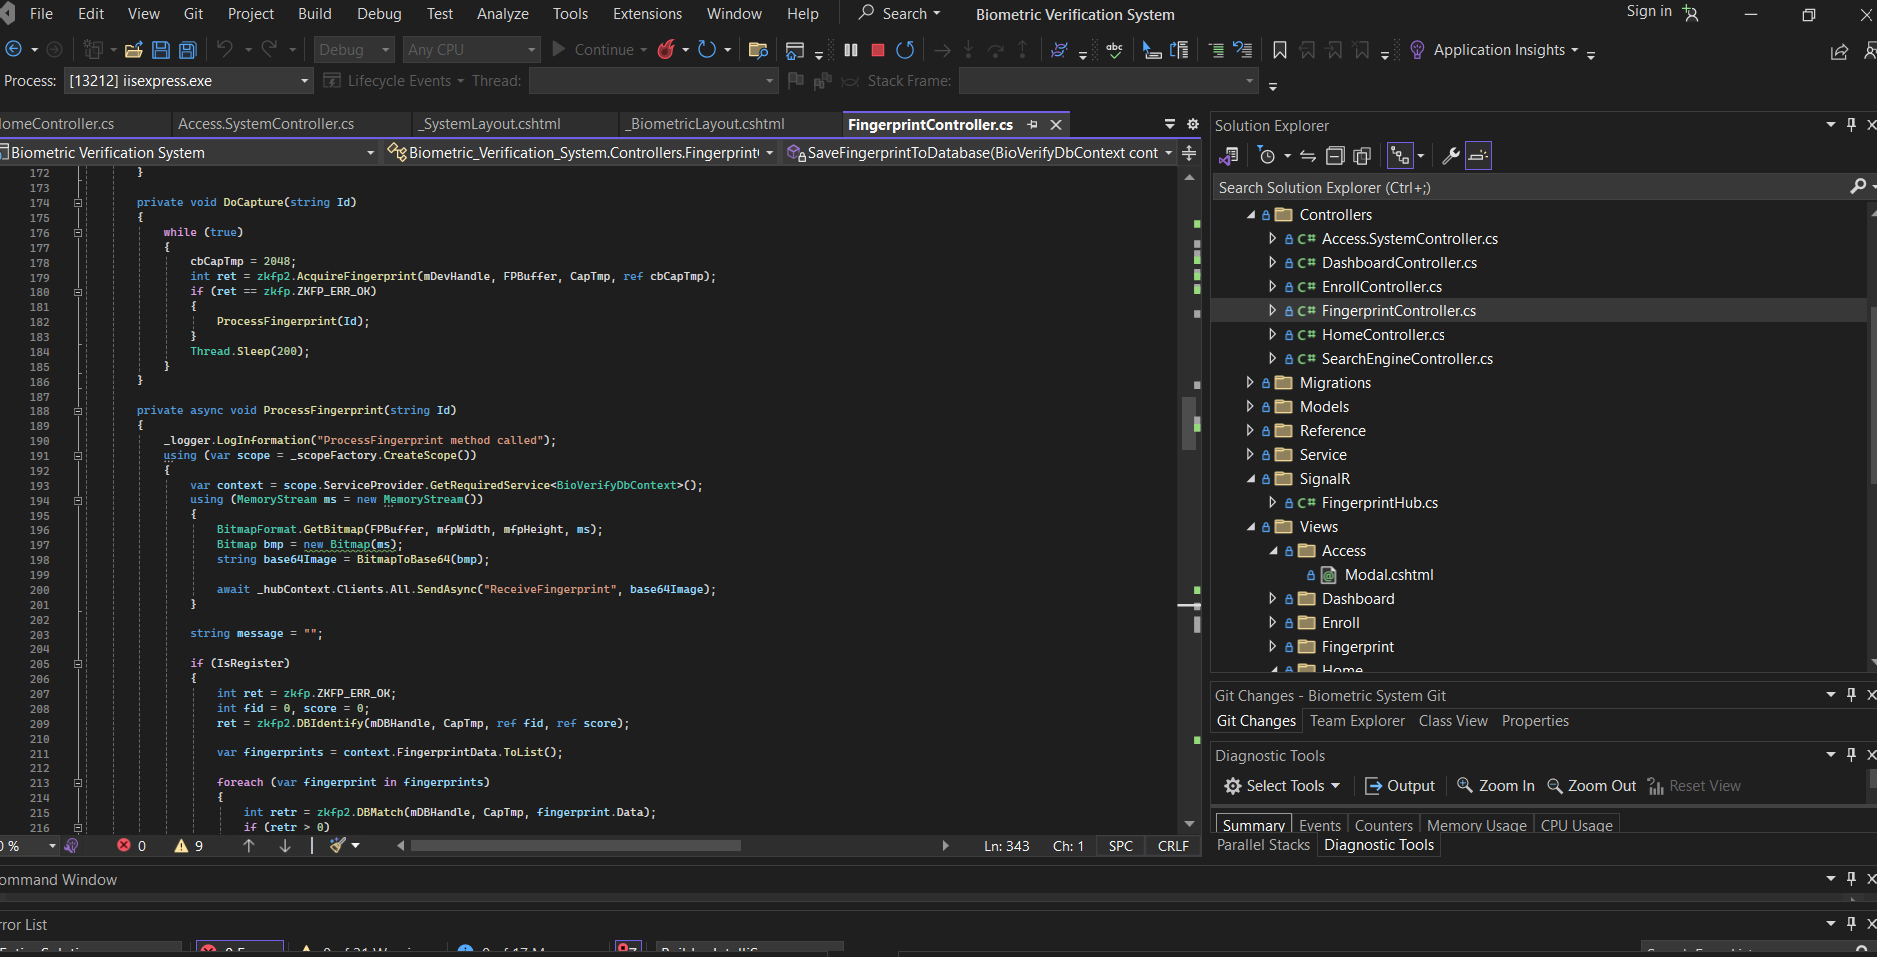 File Edit View Git Project Build Debug Test Analyze Tools Extensions Window Help Search Biometric Verification System Sign in
Debug Any CPU Continue Application Insights
Process: [13212] iisexpress.exe Lifecycle Events Thread: Stack Frame:
Access.SystemController.cs _SystemLayout.cshtml _BiometricLayout.cshtml FingerprintController.cs
Biometric Verification System Biometric_Verification_System.Controllers.Fingerprint SaveFingerprintToDatabase(BioVerifyDbContext cont
172 }
173
174 private void DoCapture(string Id)
175 {
176 while (true)
177 {
178 cbCapTmp = 2048;
179 int ret = zkfp2.AcquireFingerprint(mDevHandle, FPBuffer, CapTmp, ref cbCapTmp);
180 if (ret == zkfp.ZKFP_ERR_OK)
181 {
182 ProcessFingerprint(Id);
183 }
184 Thread.Sleep(200);
185 }
186 }
187
188 private async void ProcessFingerprint(string Id)
189 {
190 _logger.LogInformation("ProcessFingerprint method called");
191 using (var scope = _scopeFactory.CreateScope())
192 {
193 var context = scope.ServiceProvider.GetRequiredService<BioVerifyDbContext>();
194 using (MemoryStream ms = new MemoryStream())
195 {
196 BitmapFormat.GetBitmap(FPBuffer, mfpWidth, mfpHeight, ms);
197 Bitmap bmp = new Bitmap(ms);
198 string base64Image = BitmapToBase64(bmp);
199
200 await _hubContext.Clients.All.SendAsync("ReceiveFingerprint", base64Image);
201 }
202
203 string message = "";
204
205 if (IsRegister)
206 {
207 int ret = zkfp.ZKFP_ERR_OK;
208 int fid = 0, score = 0;
209 ret = zkfp2.DBIdentify(mDBHandle, CapTmp, ref fid, ref score);
210
211 var fingerprints = context.FingerprintData.ToList();
212
213 foreach (var fingerprint in fingerprints)
214 {
215 int retr = zkfp2.DBMatch(mDBHandle, CapTmp, fingerprint.Data);
216 if (retr > 0)
% 0 9 Ln: 343 Ch: 1 SPC CRLF
Solution Explorer
Search Solution Explorer (Ctrl+;)
Controllers
C# Access.SystemController.cs
C# DashboardController.cs
C# EnrollController.cs
C# FingerprintController.cs
C# HomeController.cs
C# SearchEngineController.cs
Migrations
Models
Reference
Service
SignalR
C# FingerprintHub.cs
Views
Access
Modal.cshtml
Dashboard
Enroll
Fingerprint
Home
Git Changes - Biometric System Git
Git Changes Team Explorer Class View Properties
Diagnostic Tools
Select Tools Output Zoom In Zoom Out Reset View
Summary Events Counters Memory Usage CPU Usage
Parallel Stacks Diagnostic Tools
Window
List